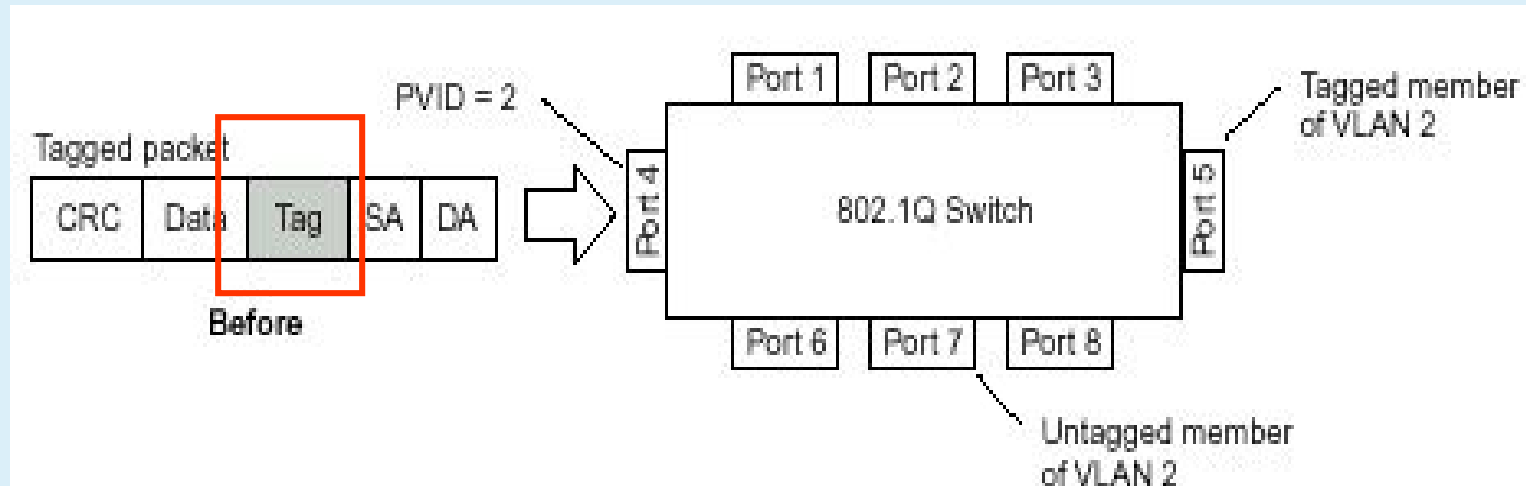 PVID = 2
Tagged packet
CRC Data Tag SA DA
Before
Port 1 Port 2 Port 3
Port 4
802.1Q Switch
Port 5
Tagged member
of VLAN 2
Port 6 Port 7 Port 8
Untagged member
of VLAN 2